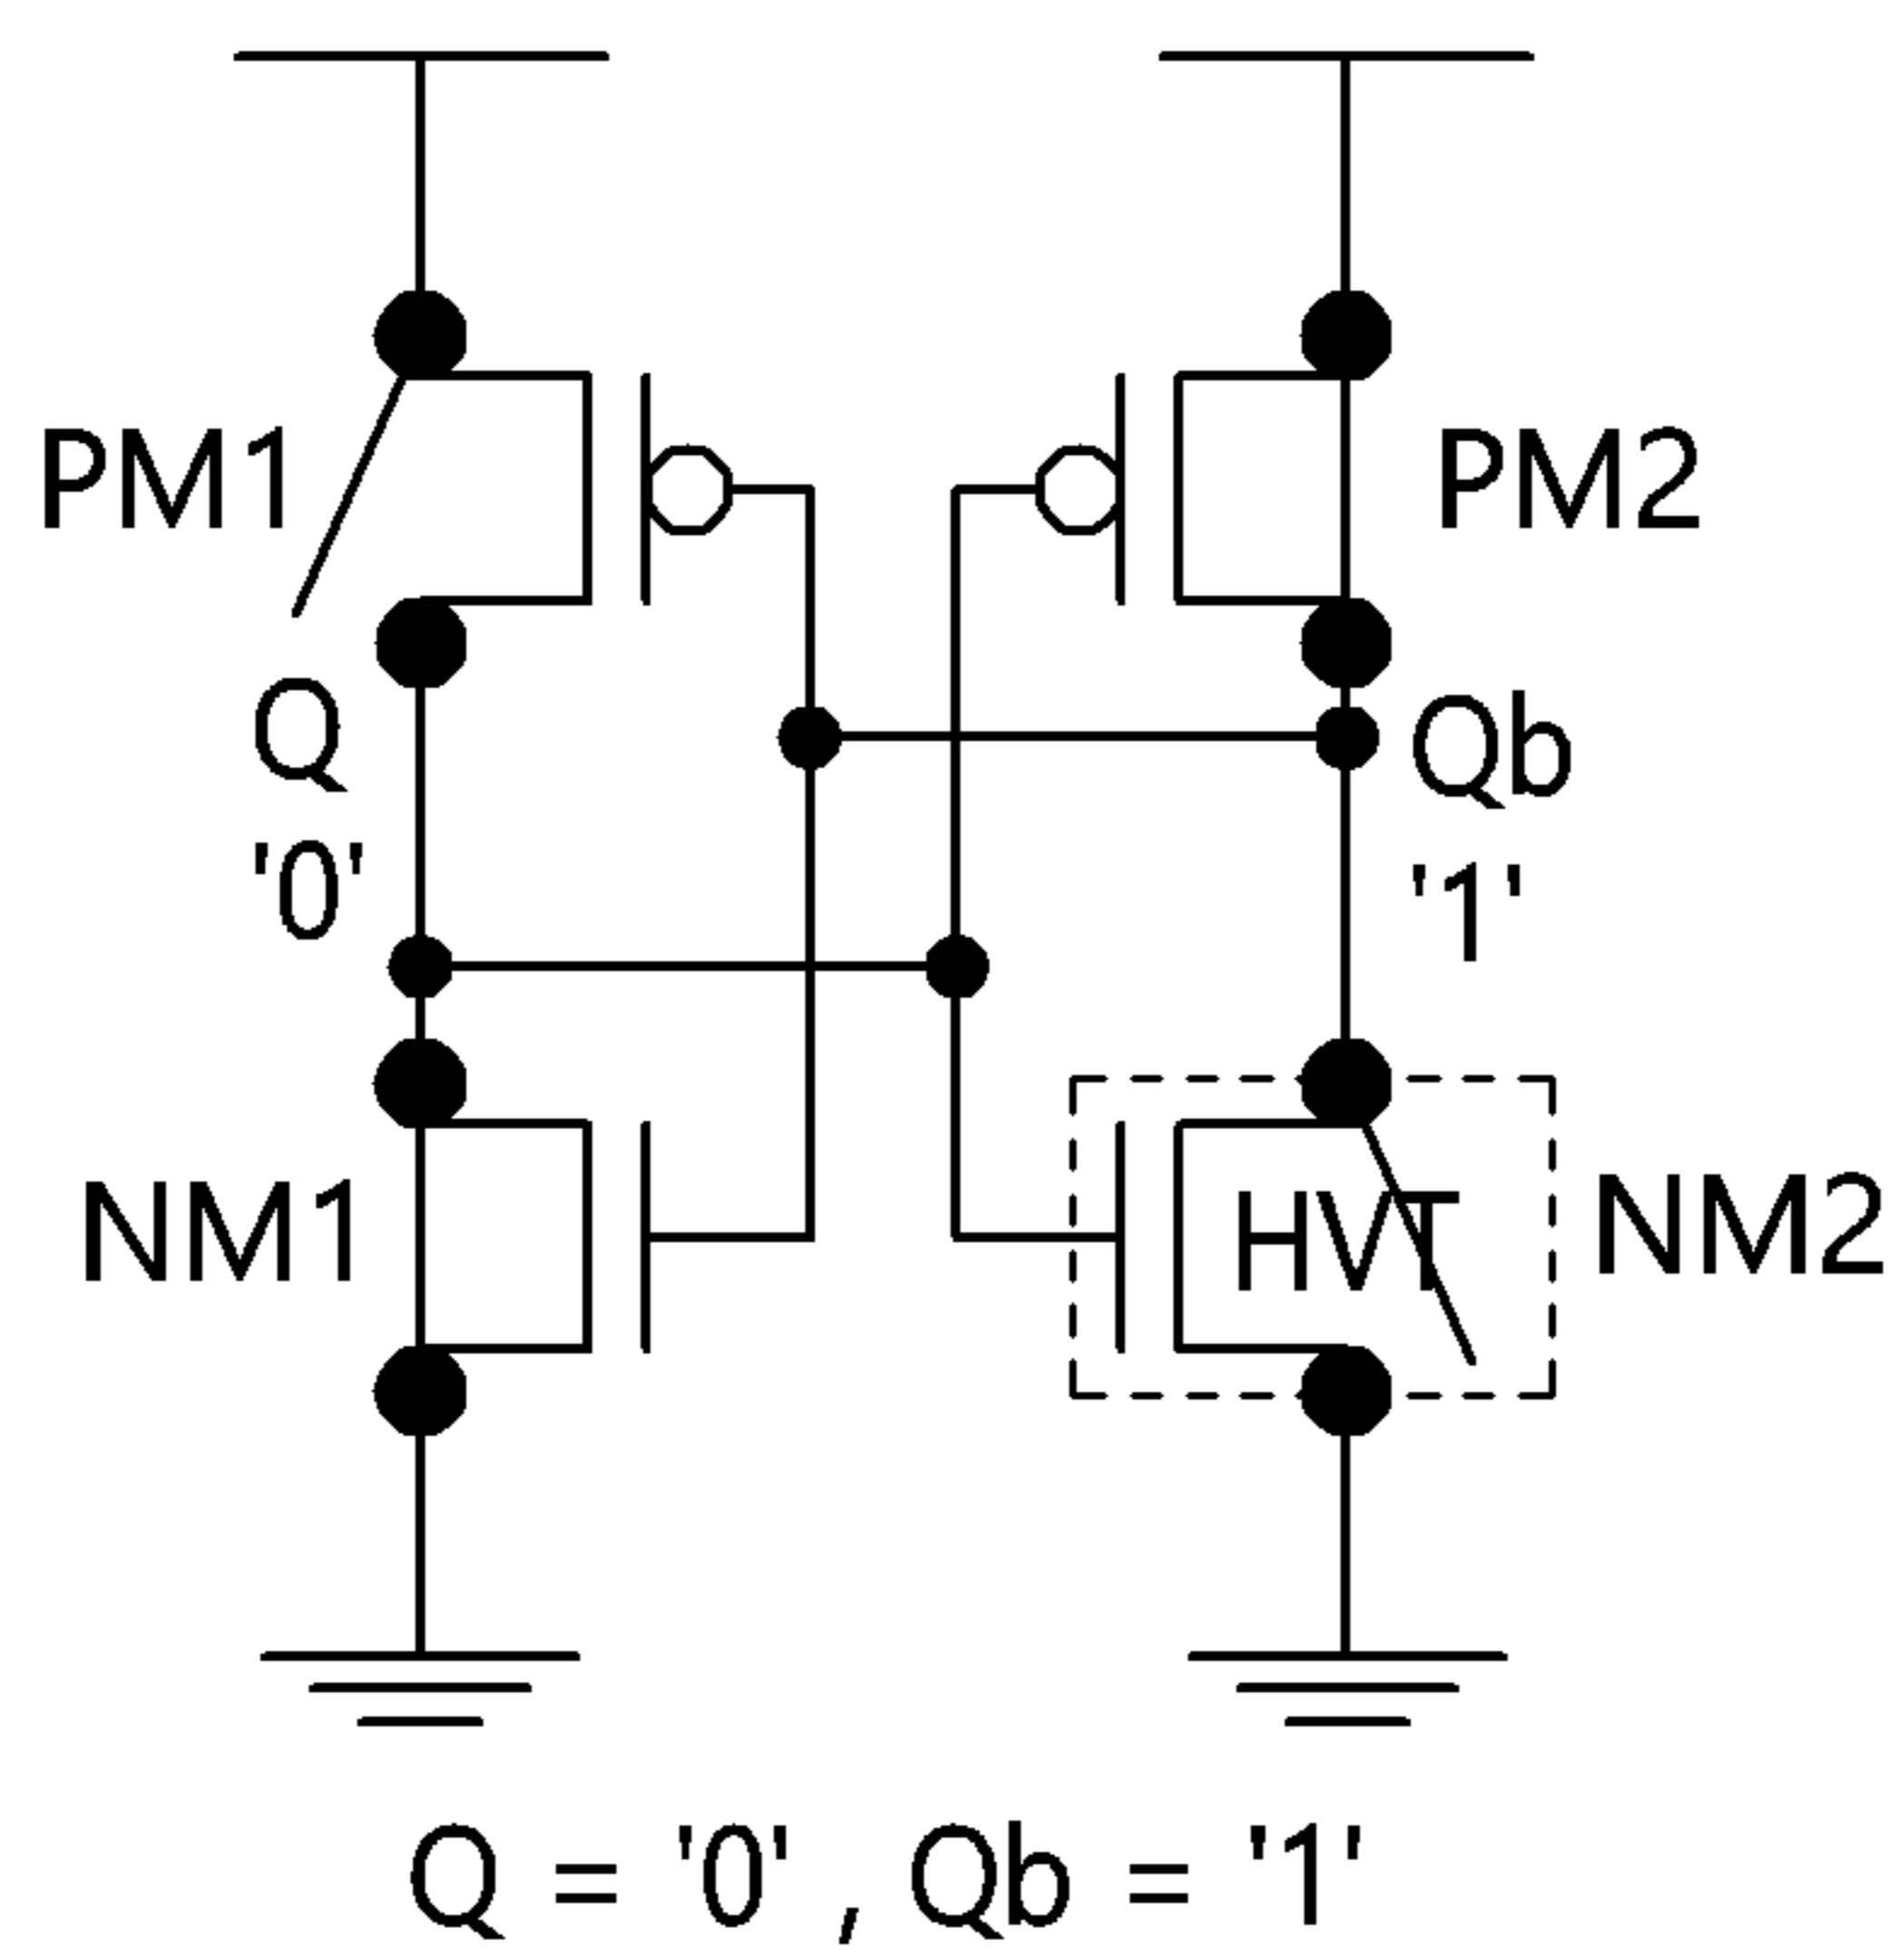 PM1
PM2
Q
'0'
Qb
'1'
NM1
HVT
NM2
Q = '0' , Qb = '1'